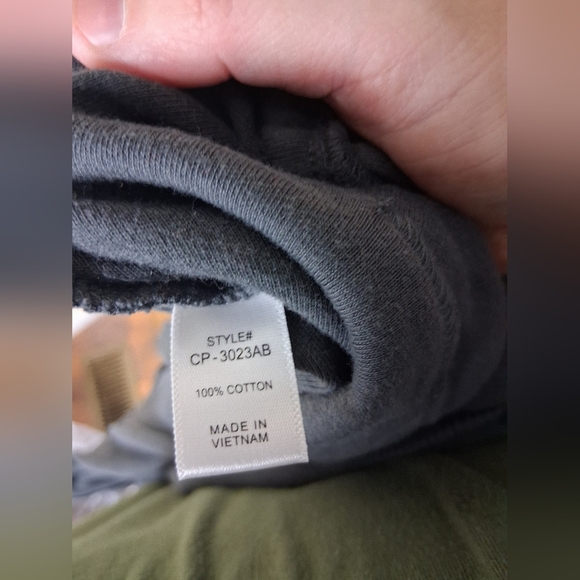 STYLE#
CP-3023AB
100% COTTON
MADE IN
VIETNAM